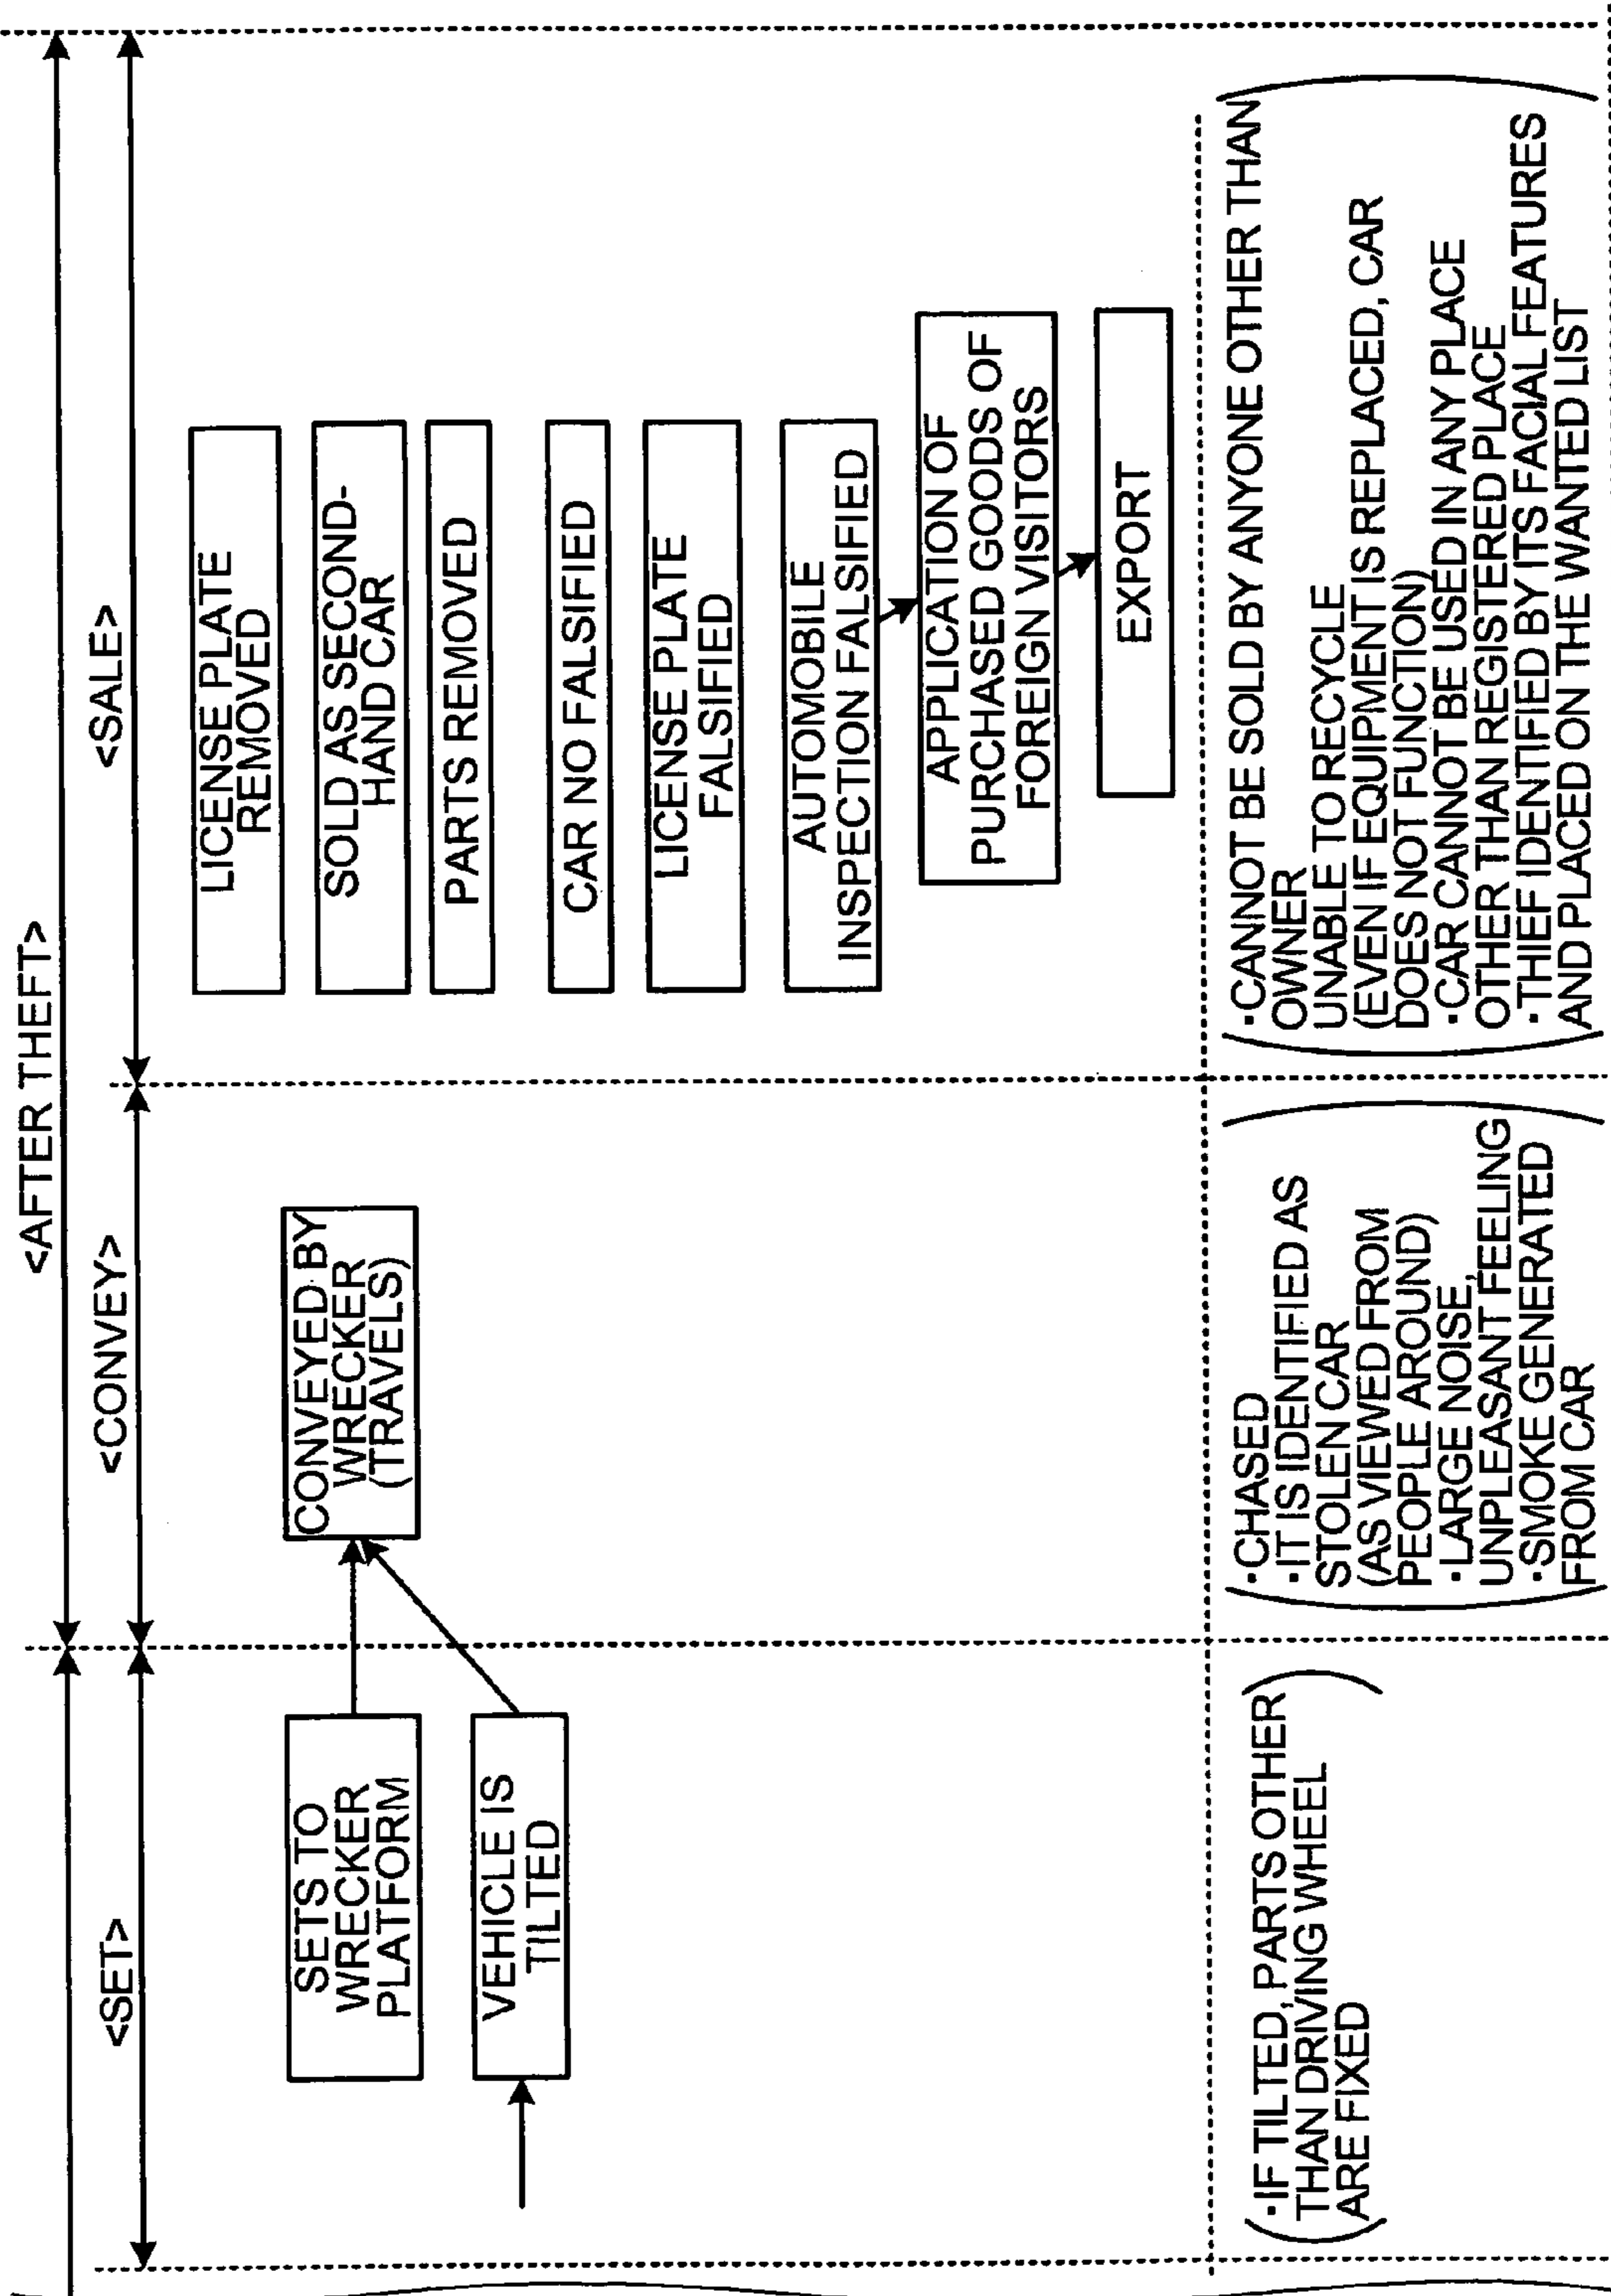 <AFTER THEFT>
<SET>
<CONVEY>
<SALE>
SETS TO
WRECKER
PLATFORM
VEHICLE IS
TILTED
CONVEYED BY
WRECKER
(TRAVELS)
LICENSE PLATE
REMOVED
SOLD AS SECOND-
HAND CAR
PARTS REMOVED
CAR NO FALSIFIED
LICENSE PLATE
FALSIFIED
AUTOMOBILE
INSPECTION FALSIFIED
APPLICATION OF
PURCHASED GOODS OF
FOREIGN VISITORS
EXPORT
·IF TILTED, PARTS OTHER
THAN DRIVING WHEEL
ARE FIXED
·CHASED
·IT IS IDENTIFIED AS
STOLEN CAR
(AS VIEWED FROM
PEOPLE AROUND)
·LARGE NOISE,
UNPLEASANT FEELING
·SMOKE GENERATED
FROM CAR
·CANNOT BE SOLD BY ANYONE OTHER THAN
OWNER
UNABLE TO RECYCLE
(EVEN IF EQUIPMENT IS REPLACED, CAR
DOES NOT FUNCTION)
·CAR CANNOT BE USED IN ANY PLACE
OTHER THAN REGISTERED PLACE
·THIEF IDENTIFIED BY ITS FACIAL FEATURES
AND PLACED ON THE WANTED LIST